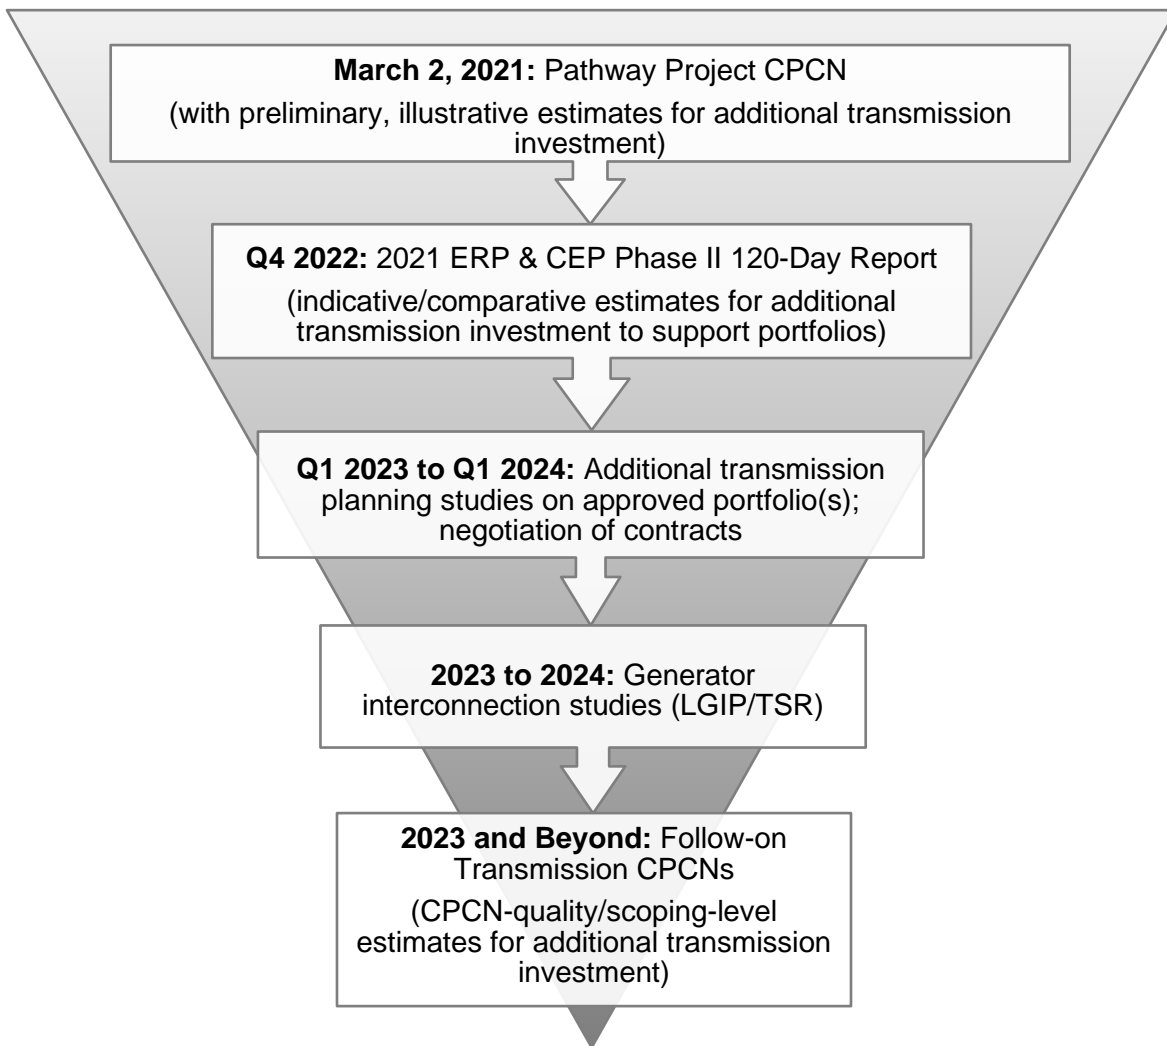 March 2, 2021: Pathway Project CPCN
(with preliminary, illustrative estimates for additional transmission
investment)
Q4 2022: 2021 ERP & CEP Phase II 120-Day Report
(indicative/comparative estimates for additional
transmission investment to support portfolios)
Q1 2023 to Q1 2024: Additional transmission
planning studies on approved portfolio(s);
negotiation of contracts
2023 to 2024: Generator
interconnection studies (LGIP/TSR)
2023 and Beyond: Follow-on
Transmission CPCNs
(CPCN-quality/scoping-level
estimates for additional transmission
investment)